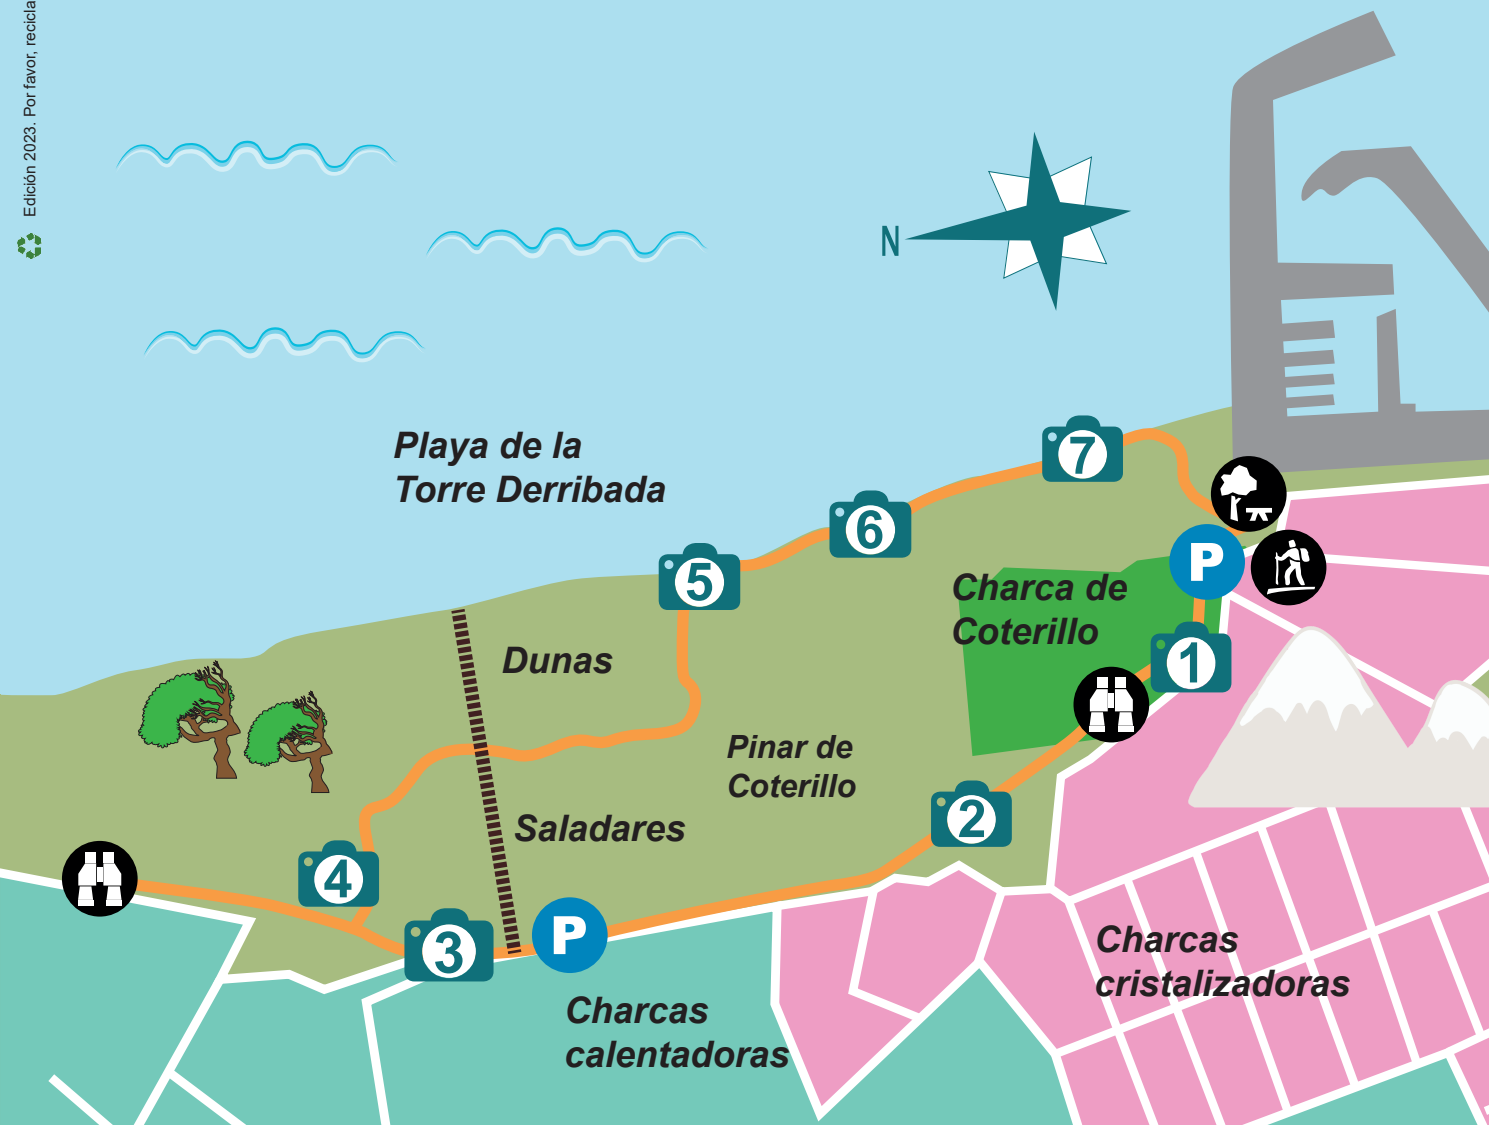 Edición 2023. Por favor, recicla
N
Playa de la
Torre Derribada
7
6
5
P
Charca de
Coterillo
1
Dunas
Pinar de
Coterillo
2
Saladares
4
3
P
Charcas
cristalizadoras
Charcas
calentadoras